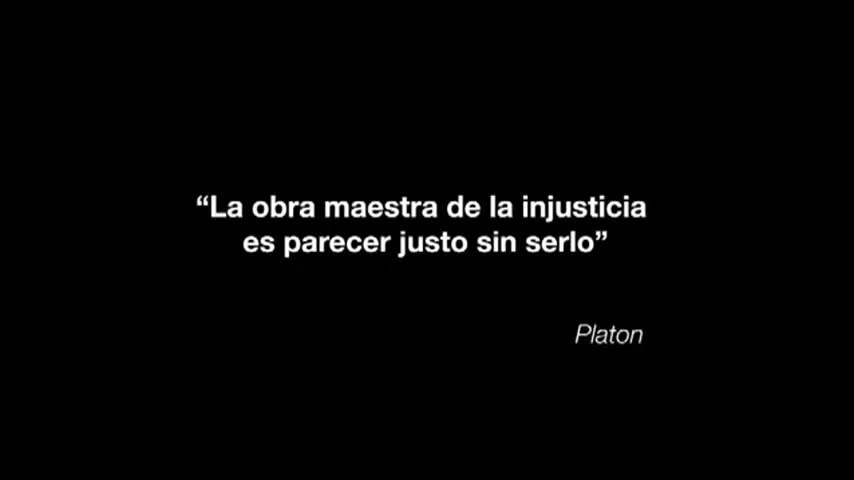 “La obra maestra de la injusticia
es parecer justo sin serlo”
Platon